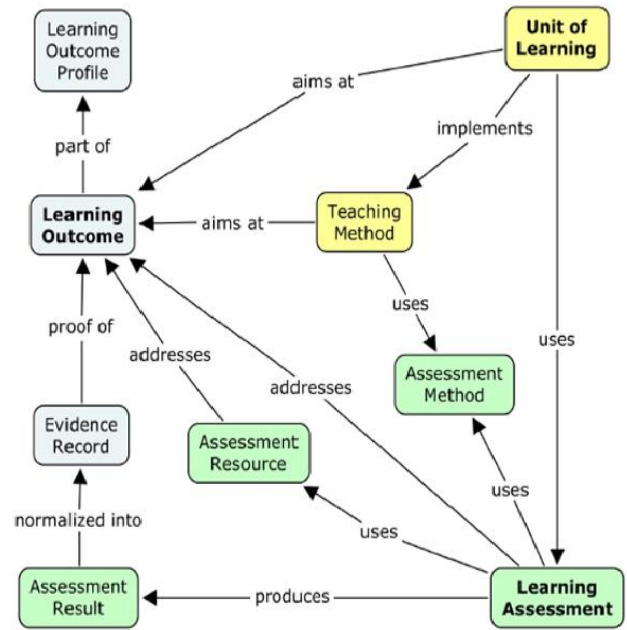 Learning
Outcome
Profile
Unit of
Learning
aims at
implements
part of
Learning
Outcome
aims at
Teaching
Method
uses
proof of
addresses
uses
addresses
Assessment
Method
Evidence
Record
Assessment
Resource
uses
normalized into
uses
Assessment
Result
produces
Learning
Assessment